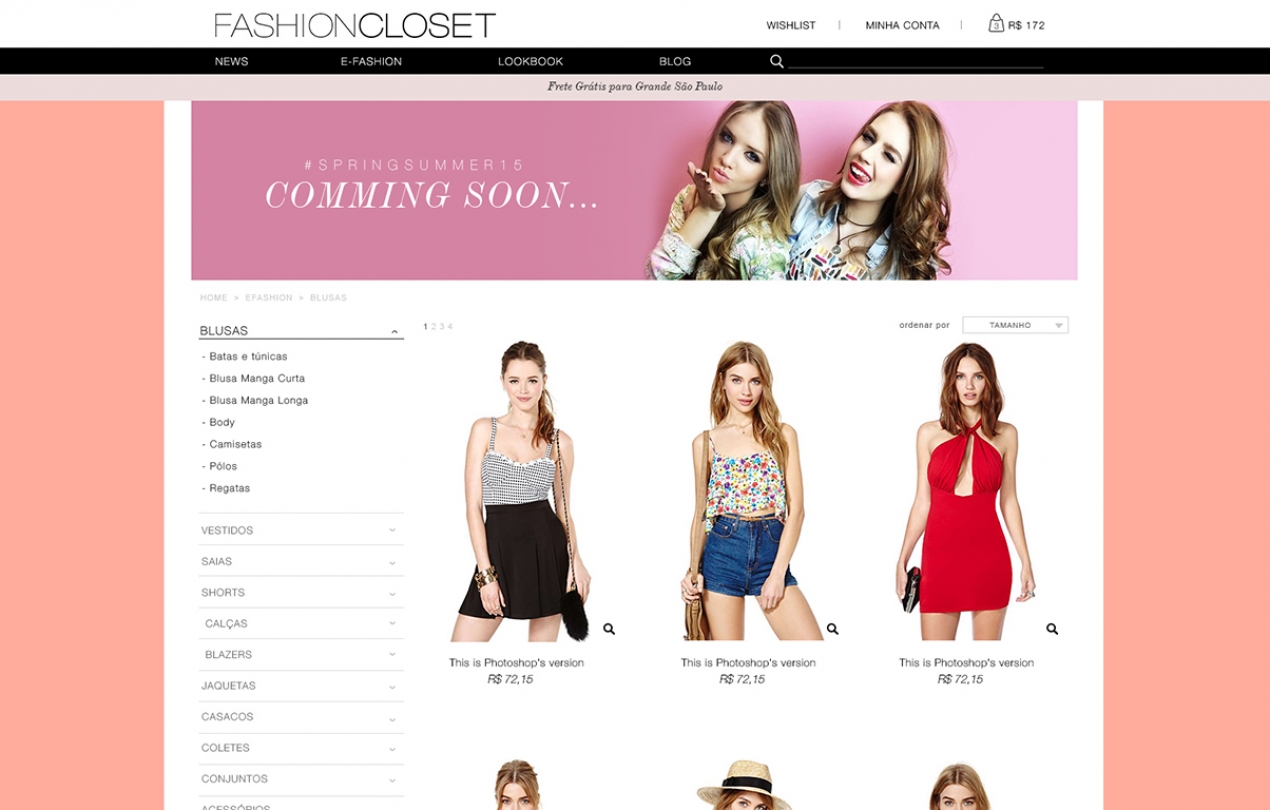 FASHIONCLOSET
WISHLIST | MINHA CONTA | 3 R$ 172
NEWS E-FASHION LOOKBOOK BLOG
Frete Grátis para Grande São Paulo
#SPRINGSUMMER15
COMMING SOON...
HOME > EFASHION > BLUSAS
BLUSAS
- Batas e túnicas
- Blusa Manga Curta
- Blusa Manga Longa
- Body
- Camisetas
- Pólos
- Regatas
VESTIDOS
SAIAS
SHORTS
CALÇAS
BLAZERS
JAQUETAS
CASACOS
COLETES
CONJUNTOS
ACESSÓRIOS
1 2 3 4
ordenar por TAMANHO
This is Photoshop's version
R$ 72,15
This is Photoshop's version
R$ 72,15
This is Photoshop's version
R$ 72,15